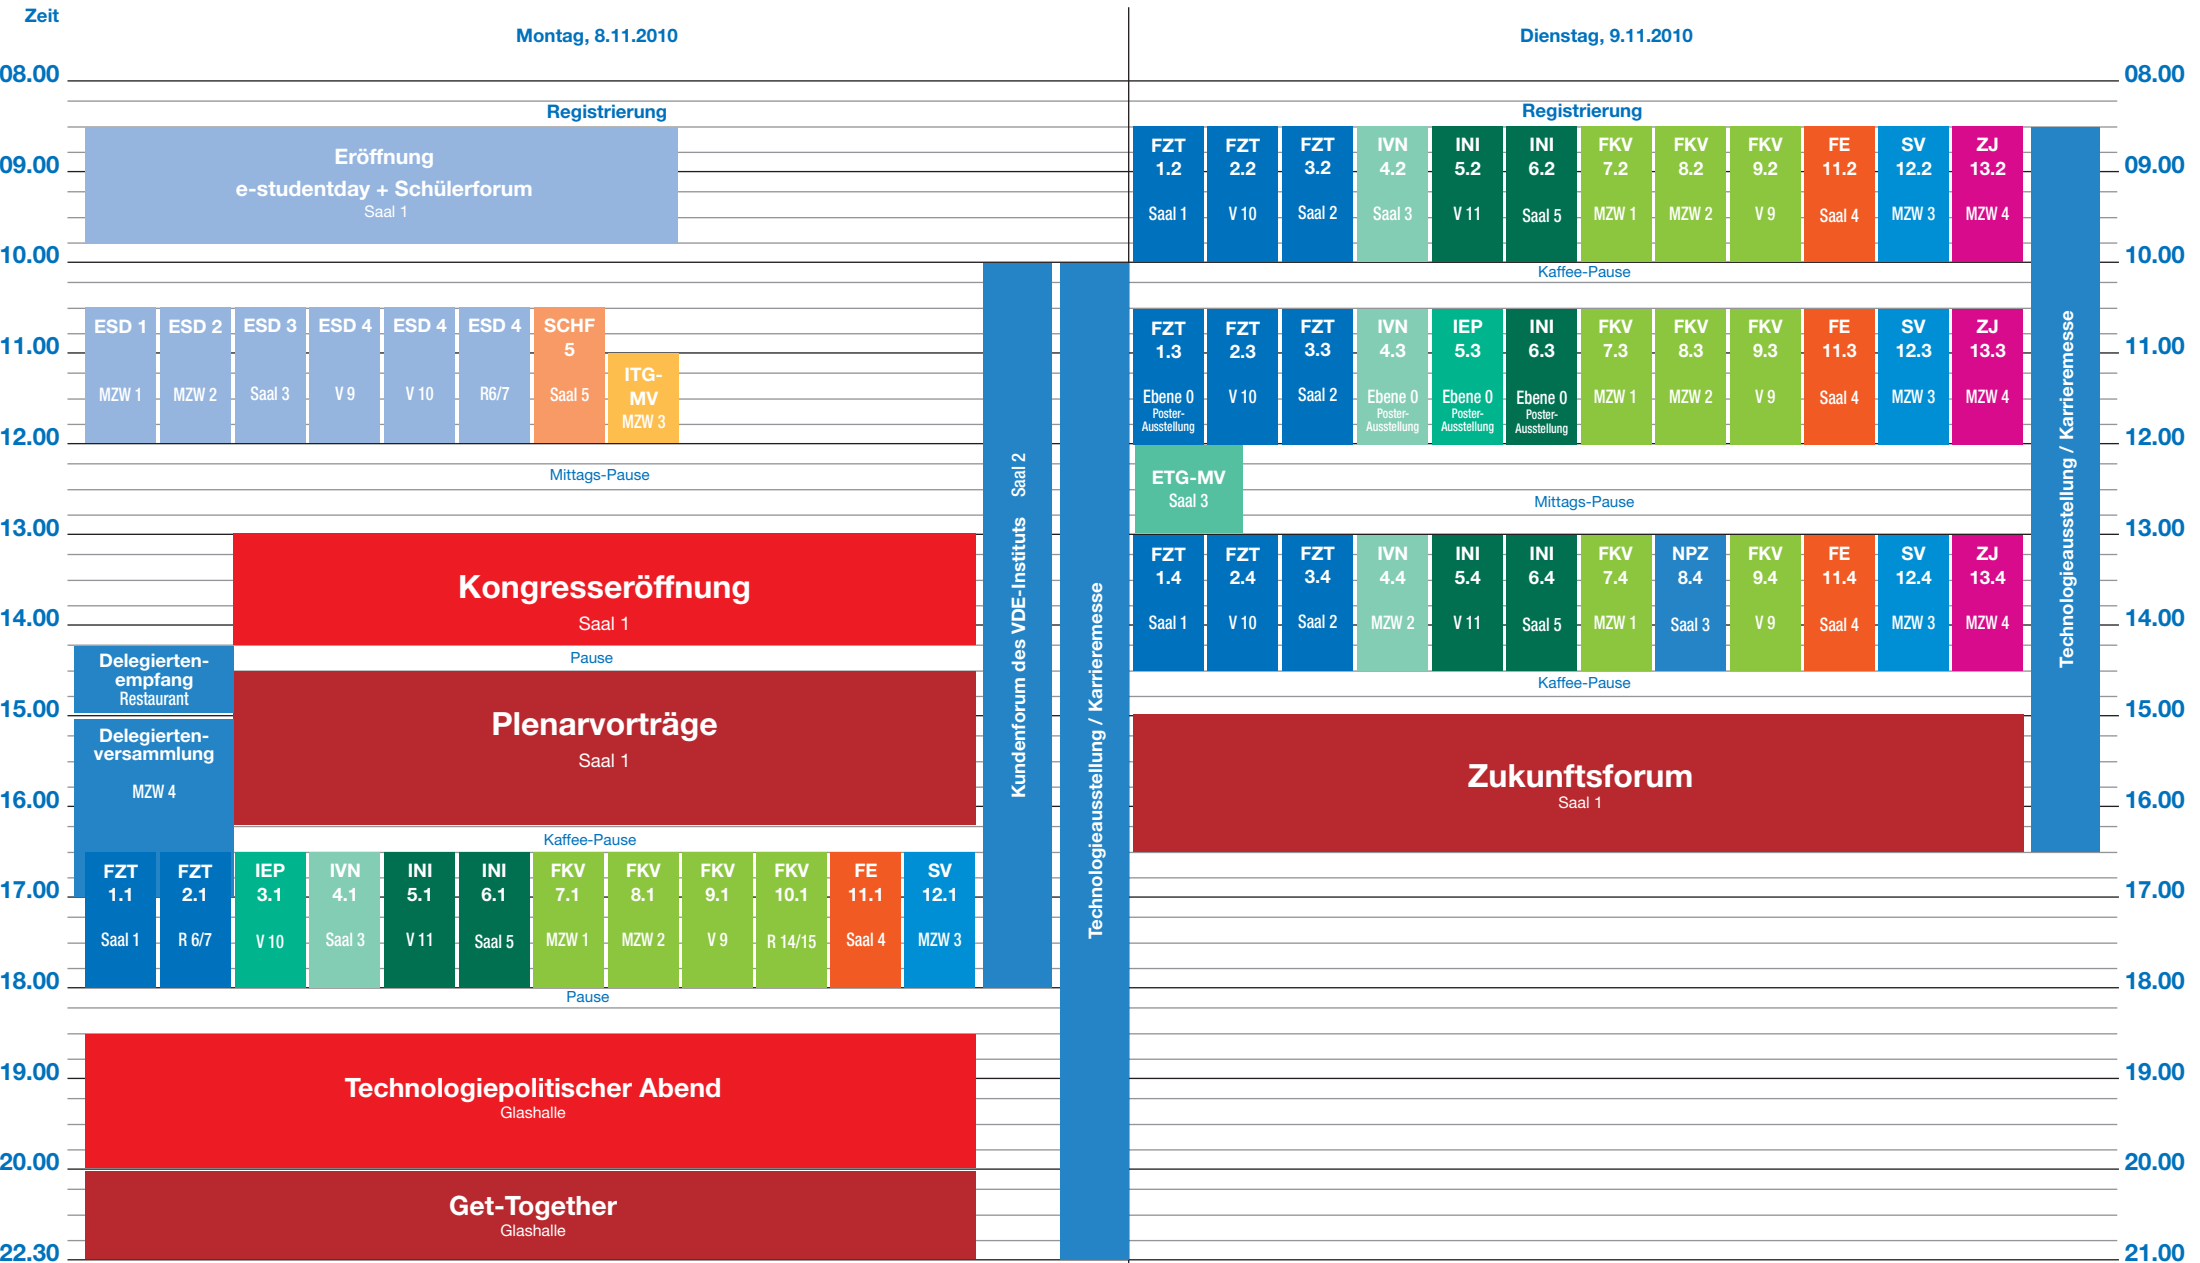 Zeit
Montag, 8.11.2010
Dienstag, 9.11.2010
08.00
08.00
Registrierung
Registrierung
Eröffnung
e-studentday + Schülerforum
Saal 1
FZT
1.2
Saal 1
FZT
2.2
V 10
FZT
3.2
Saal 2
IVN
4.2
Saal 3
INI
5.2
V 11
INI
6.2
Saal 5
FKV
7.2
MZW 1
FKV
8.2
MZW 2
FKV
9.2
V 9
FE
11.2
Saal 4
SV
12.2
MZW 3
ZJ
13.2
MZW 4
09.00
09.00
10.00
10.00
Kaffee-Pause
ESD 1
MZW 1
ESD 2
MZW 2
ESD 3
Saal 3
ESD 4
V 9
ESD 4
V 10
ESD 4
R6/7
SCHF
5
Saal 5
ITG-
MV
MZW 3
FZT
1.3
Ebene 0
Poster-
Ausstellung
FZT
2.3
V 10
FZT
3.3
Saal 2
IVN
4.3
Ebene 0
Poster-
Ausstellung
IEP
5.3
Ebene 0
Poster-
Ausstellung
INI
6.3
Ebene 0
Poster-
Ausstellung
FKV
7.3
MZW 1
FKV
8.3
MZW 2
FKV
9.3
V 9
FE
11.3
Saal 4
SV
12.3
MZW 3
ZJ
13.3
MZW 4
11.00
11.00
12.00
12.00
Mittags-Pause
ETG-MV
Saal 3
Mittags-Pause
13.00
13.00
Kongresseröffnung
Saal 1
FZT
1.4
Saal 1
FZT
2.4
V 10
FZT
3.4
Saal 2
IVN
4.4
MZW 2
INI
5.4
V 11
INI
6.4
Saal 5
FKV
7.4
MZW 1
NPZ
8.4
Saal 3
FKV
9.4
V 9
FE
11.4
Saal 4
SV
12.4
MZW 3
ZJ
13.4
MZW 4
14.00
14.00
Pause
Delegierten-
empfang
Restaurant
Kaffee-Pause
15.00
15.00
Plenarvorträge
Saal 1
Delegierten-
versammlung
MZW 4
Zukunftsforum
Saal 1
16.00
16.00
Kaffee-Pause
FZT
1.1
Saal 1
FZT
2.1
R 6/7
IEP
3.1
V 10
IVN
4.1
Saal 3
INI
5.1
V 11
INI
6.1
Saal 5
FKV
7.1
MZW 1
FKV
8.1
MZW 2
FKV
9.1
V 9
FKV
10.1
R 14/15
FE
11.1
Saal 4
SV
12.1
MZW 3
17.00
17.00
18.00
18.00
Pause
Kundenforum des VDE-Instituts Saal 2
Technologieausstellung / Karrieremesse
Technologieausstellung / Karrieremesse
Technologiepolitischer Abend
Glashalle
19.00
19.00
20.00
20.00
Get-Together
Glashalle
22.30
21.00